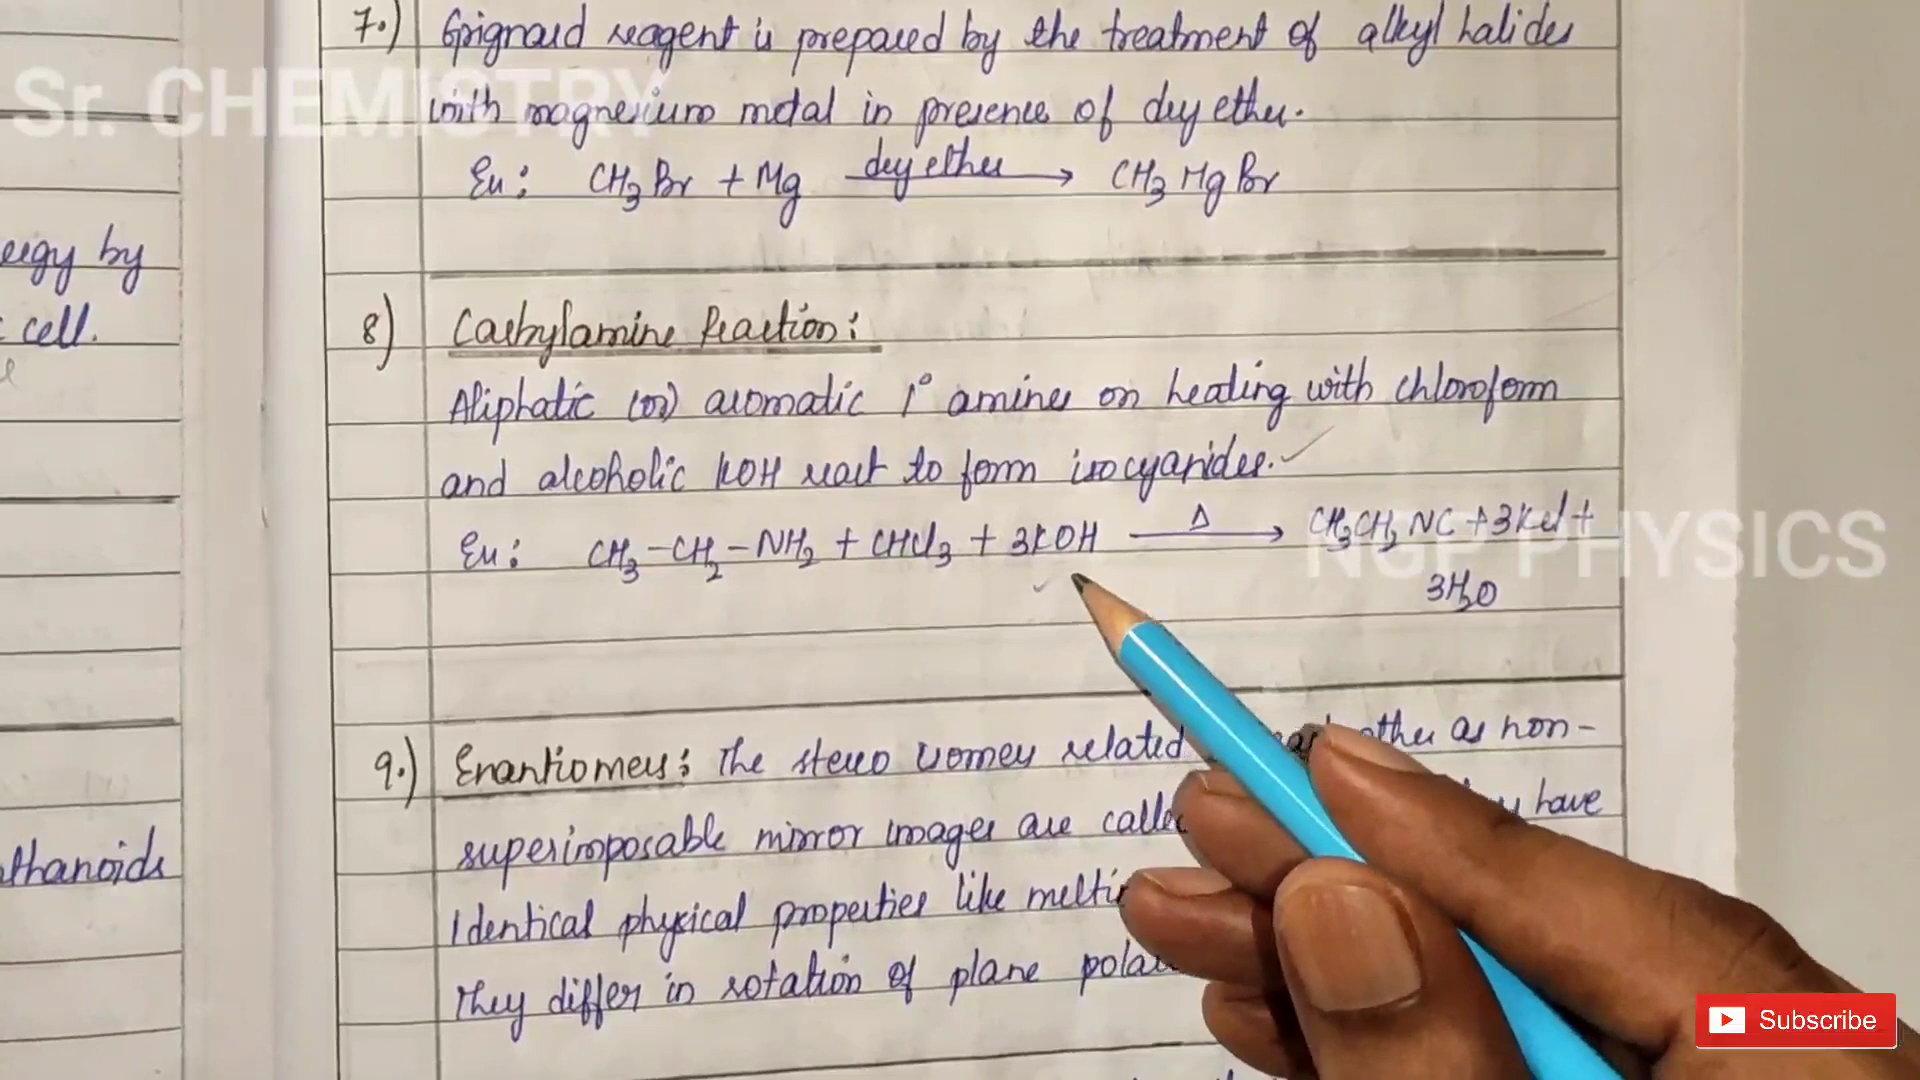 7.) Grignard reagent is prepared by the treatment of alkyl halides
Sr. CHEMISTRY
with magnesium metal in presence of dry ether.
Ex: CH3Br + Mg dry ether → CH3MgBr
ergy by
cell.
8) Carbylamine Reaction:
Aliphatic (or) aromatic 1° amines on heating with chloroform
and alcoholic KOH react to form isocyanides.
Ex: CH3-CH2-NH2 + CHCl3 + 3KOH Δ → CH3CH2NC + 3KCl +
NGP PHYSICS
3H2O
9.) Enantiomers: The stereo isomers related other as non-
superimposable mirror images are called have
thanoids
Identical physical properties like
They differ in rotation of plane
Subscribe